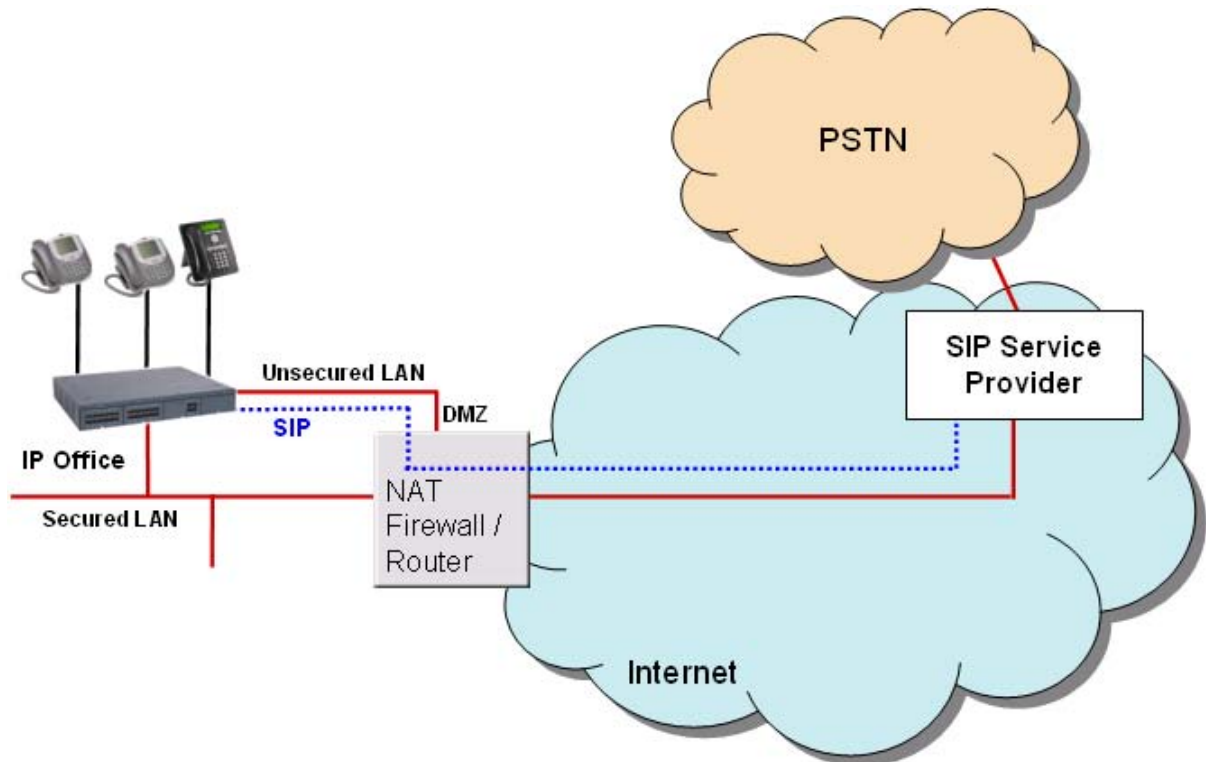 PSTN
SIP Service
Provider
Unsecured LAN
DMZ
SIP
IP Office
Secured LAN
NAT
Firewall /
Router
Internet